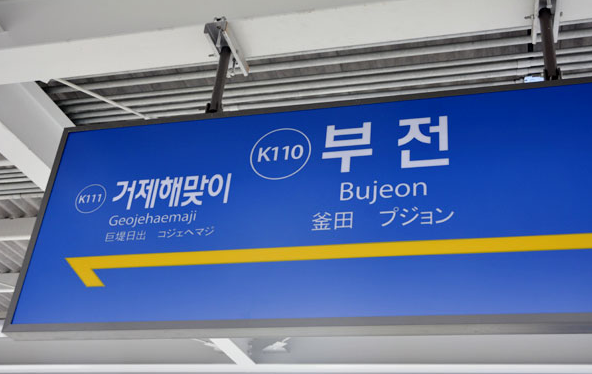 K111 거제해맞이
Geojehaemaji
巨堤日出 コジェヘマジ
K110 부전
Bujeon
釜田 プジョン